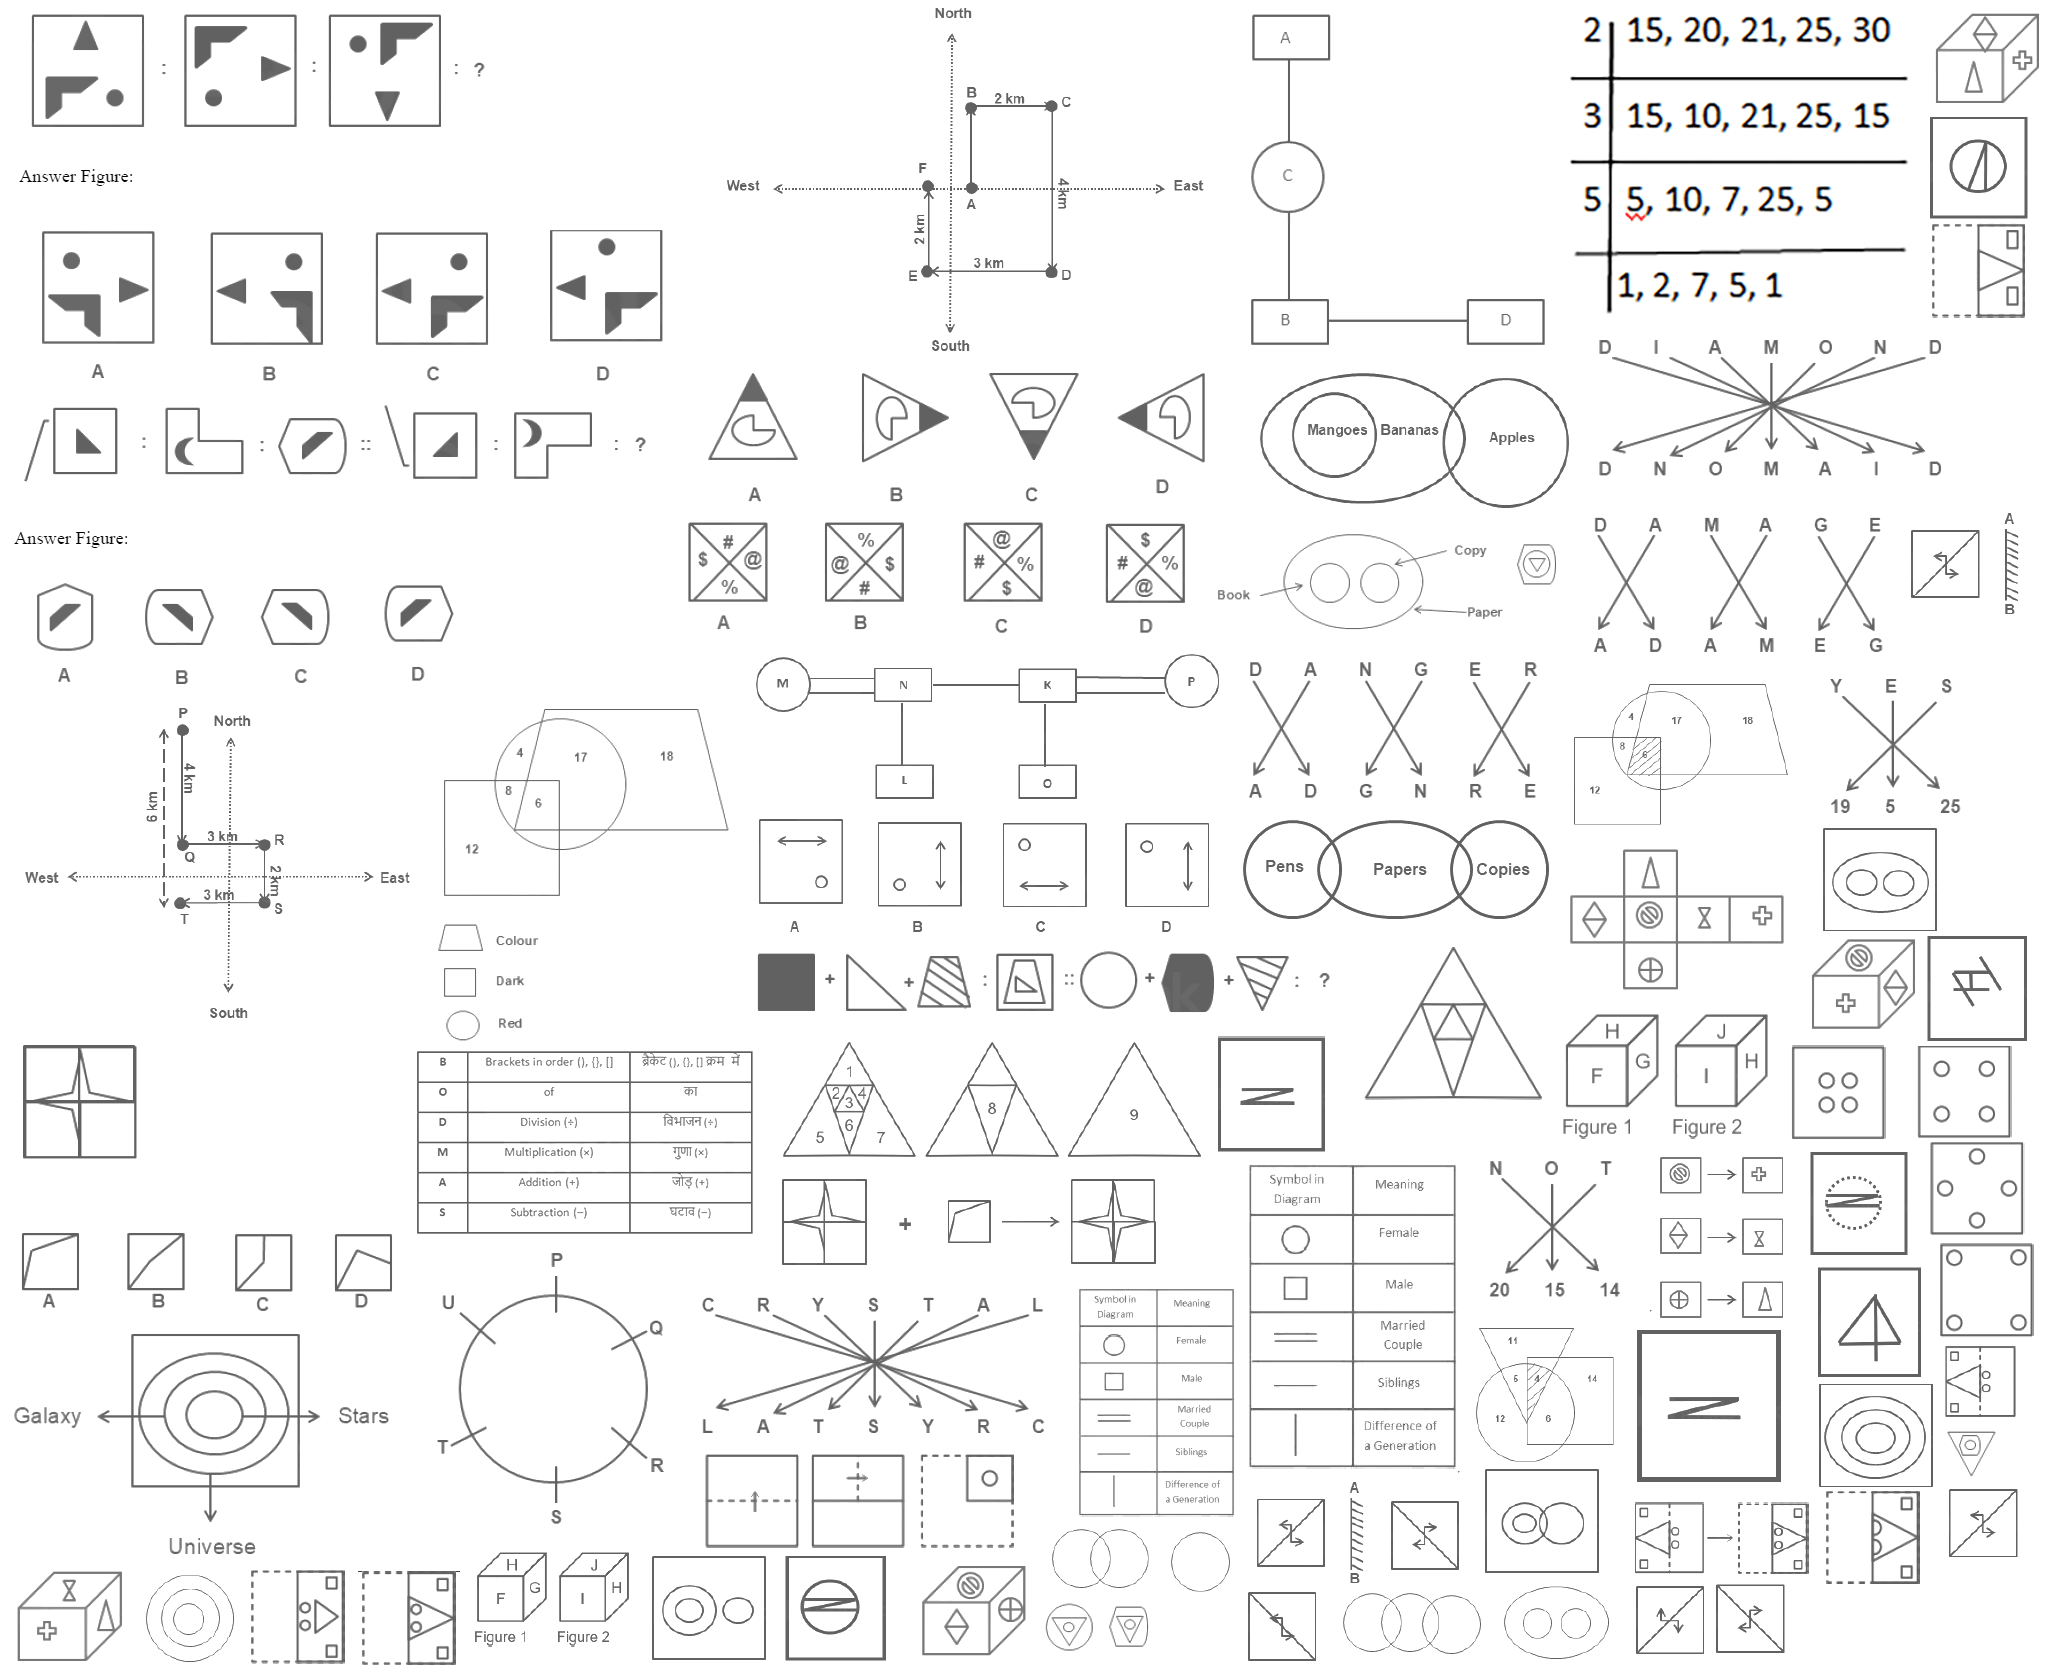 : : : ?
Answer Figure:
A B C D
: : :: : : ?
Answer Figure:
A B C D
North
West East
South
A B C D E F
2 km
4 km
3 km
2 km
A
C
B D
2 15, 20, 21, 25, 30
3 15, 10, 21, 25, 15
5 5, 10, 7, 25, 5
1, 2, 7, 5, 1
D I A M O N D
D N O M A I D
A B C D
Mangoes Bananas Apples
# $ @ %
% @ $ #
@ # % $
$ # % @
A B C D
Copy
Book
Paper
D A M A G E
A D A M E G
A
B
P
North
4 km
6 km
3 km
Q R
West East
2 km
3 km
T S
South
4 17 18
8 6
12
Colour
Dark
Red
M N K P
L O
D A N G E R
A D G N R E
4 17 18
8 6
12
Y E S
19 5 25
A B C D
Pens Papers Copies
+ + : :: + + : ?
B Brackets in order (), {}, [] ब्रैकेट (), {}, [] क्रम में
O of का
D Division (÷) विभाजन (÷)
M Multiplication (×) गुणा (×)
A Addition (+) जोड़ (+)
S Subtraction (−) घटाव (−)
1
2 3 4
5 6 7
8
9
+
H J
F G I H
Figure 1 Figure 2
A B C D
P
U Q
T R
S
C R Y S T A L
L A T S Y R C
Symbol in Diagram Meaning
Female
Male
Married Couple
Siblings
Difference of a Generation
Symbol in Diagram Meaning
Female
Male
Married Couple
Siblings
Difference of a Generation
N O T
20 15 14
11
5 4 14
12 6
Galaxy Stars
Universe
A
B
H J
F G I H
Figure 1 Figure 2